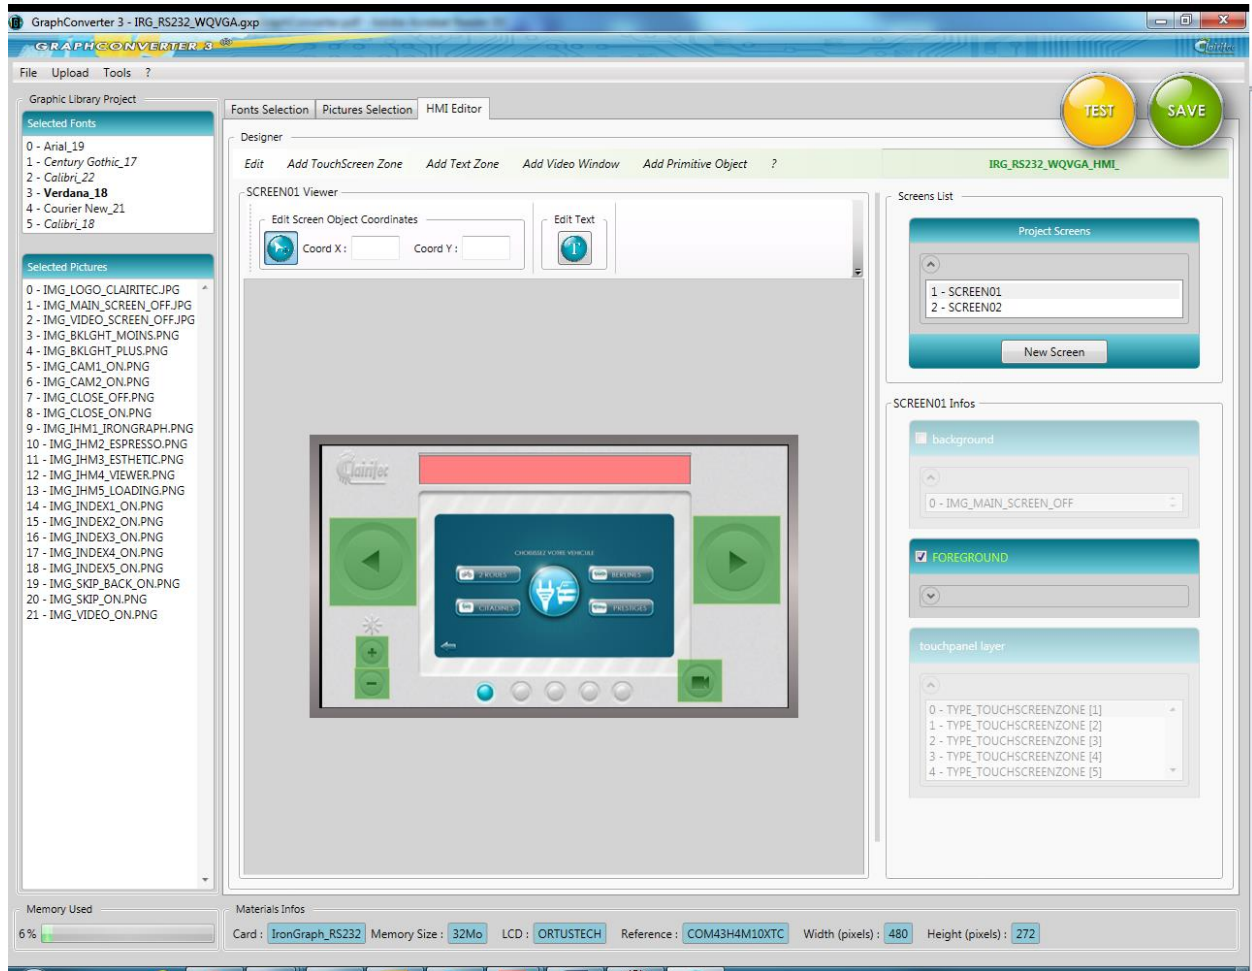 GraphConverter 3 - IRG_RS232_WQVGA.gxp
GRAPHCONVERTER 3
Clairitec
File Upload Tools ?
TEST
SAVE
Graphic Library Project
Selected Fonts
0 - Arial_19
1 - Century Gothic_17
2 - Calibri_22
3 - Verdana_18
4 - Courier New_21
5 - Calibri_18
Selected Pictures
0 - IMG_LOGO_CLAIRITEC.JPG
1 - IMG_MAIN_SCREEN_OFF.JPG
2 - IMG_VIDEO_SCREEN_OFF.JPG
3 - IMG_BKLGHT_MOINS.PNG
4 - IMG_BKLGHT_PLUS.PNG
5 - IMG_CAM1_ON.PNG
6 - IMG_CAM2_ON.PNG
7 - IMG_CLOSE_OFF.PNG
8 - IMG_CLOSE_ON.PNG
9 - IMG_IHM1_IRONGRAPH.PNG
10 - IMG_IHM2_ESPRESSO.PNG
11 - IMG_IHM3_ESTHETIC.PNG
12 - IMG_IHM4_VIEWER.PNG
13 - IMG_IHM5_LOADING.PNG
14 - IMG_INDEX1_ON.PNG
15 - IMG_INDEX2_ON.PNG
16 - IMG_INDEX3_ON.PNG
17 - IMG_INDEX4_ON.PNG
18 - IMG_INDEX5_ON.PNG
19 - IMG_SKIP_BACK_ON.PNG
20 - IMG_SKIP_ON.PNG
21 - IMG_VIDEO_ON.PNG
Fonts Selection Pictures Selection HMI Editor
Designer
Edit Add TouchScreen Zone Add Text Zone Add Video Window Add Primitive Object ?
IRG_RS232_WQVGA_HMI_
SCREEN01 Viewer
Edit Screen Object Coordinates
Coord X :
Coord Y :
Edit Text
T
Clairitec
CHOISISSEZ VOTRE VEHICULE
2 ROUES
BERLINES
CITADINES
PRESTIGES
Screens List
Project Screens
1 - SCREEN01
2 - SCREEN02
New Screen
SCREEN01 Infos
background
0 - IMG_MAIN_SCREEN_OFF
FOREGROUND
touchpanel layer
0 - TYPE_TOUCHSCREENZONE [1]
1 - TYPE_TOUCHSCREENZONE [2]
2 - TYPE_TOUCHSCREENZONE [3]
3 - TYPE_TOUCHSCREENZONE [4]
4 - TYPE_TOUCHSCREENZONE [5]
Memory Used
6 %
Materials Infos
Card : IronGraph_RS232 Memory Size : 32Mo LCD : ORTUSTECH Reference : COM43H4M10XTC Width (pixels) : 480 Height (pixels) : 272